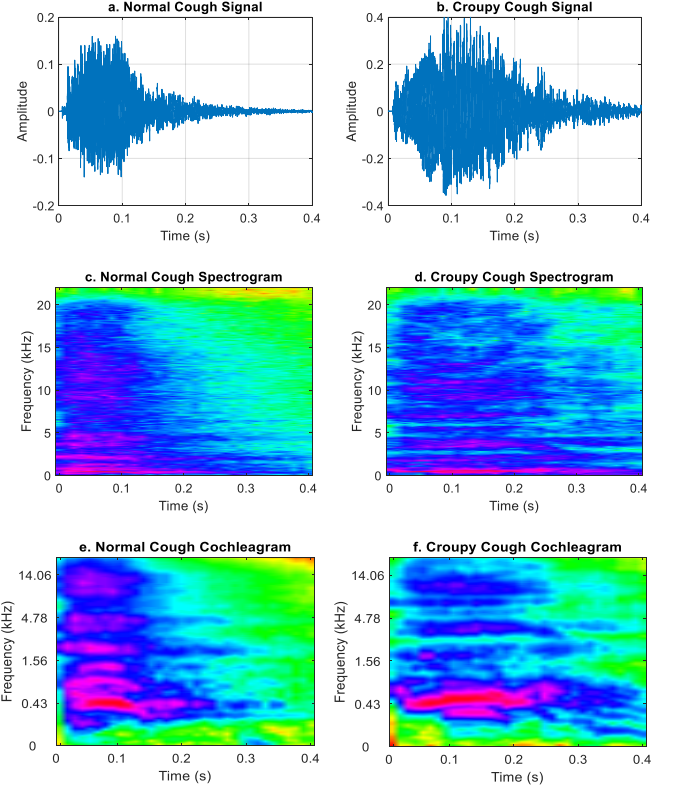 a. Normal Cough Signal
0.2
0.1
0
-0.1
-0.2
Amplitude
0 0.1 0.2 0.3 0.4
Time (s)
b. Croupy Cough Signal
0.4
0.2
0
-0.2
-0.4
Amplitude
0 0.1 0.2 0.3 0.4
Time (s)
c. Normal Cough Spectrogram
20
15
10
5
0
Frequency (kHz)
0 0.1 0.2 0.3 0.4
Time (s)
d. Croupy Cough Spectrogram
20
15
10
5
0
Frequency (kHz)
0 0.1 0.2 0.3 0.4
Time (s)
e. Normal Cough Cochleagram
14.06
4.78
1.56
0.43
0
Frequency (kHz)
0 0.1 0.2 0.3 0.4
Time (s)
f. Croupy Cough Cochleagram
14.06
4.78
1.56
0.43
0
Frequency (kHz)
0 0.1 0.2 0.3 0.4
Time (s)